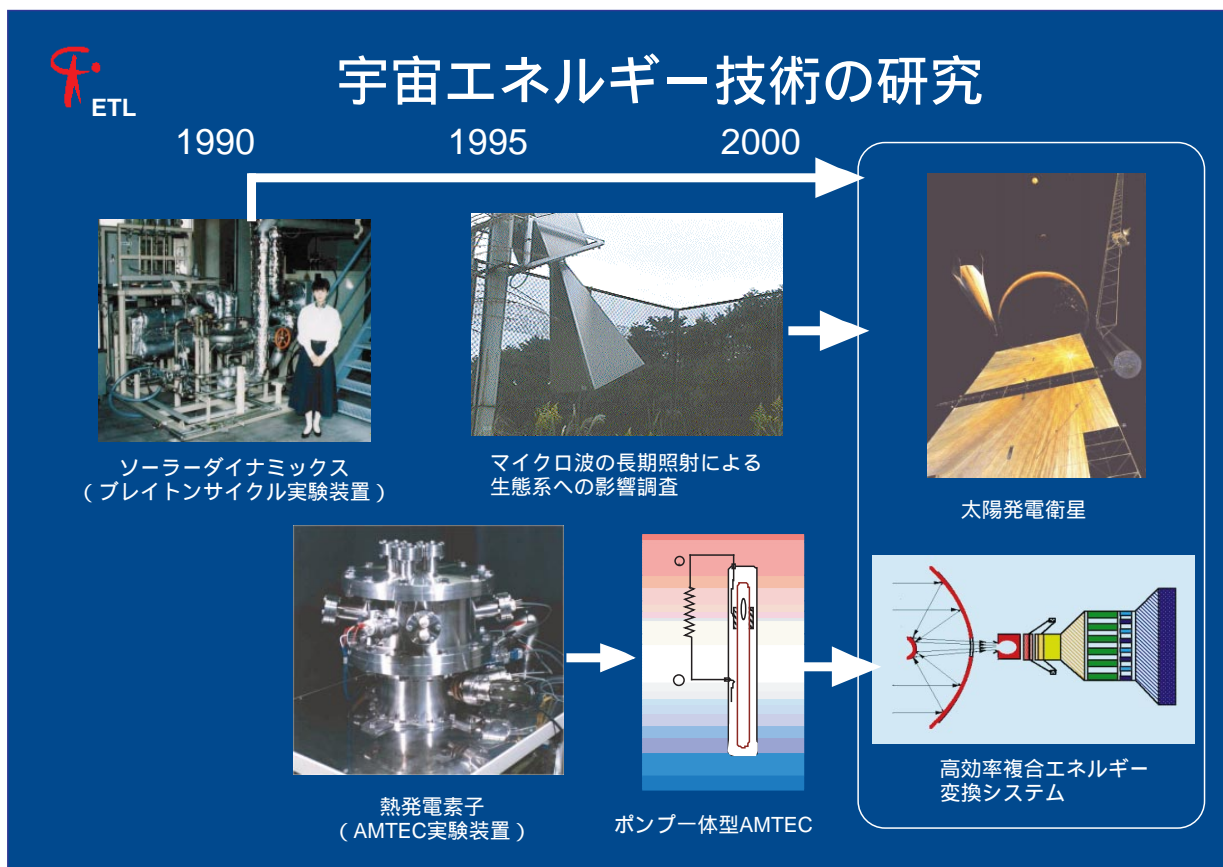 ETL
宇宙エネルギー技術の研究
1990 1995 2000
ソーラーダイナミックス
（ブレイトンサイクル実験装置）
マイクロ波の長期照射による
生態系への影響調査
太陽発電衛星
熱発電素子
（AMTEC実験装置）
ポンプ一体型AMTEC
高効率複合エネルギー
変換システム